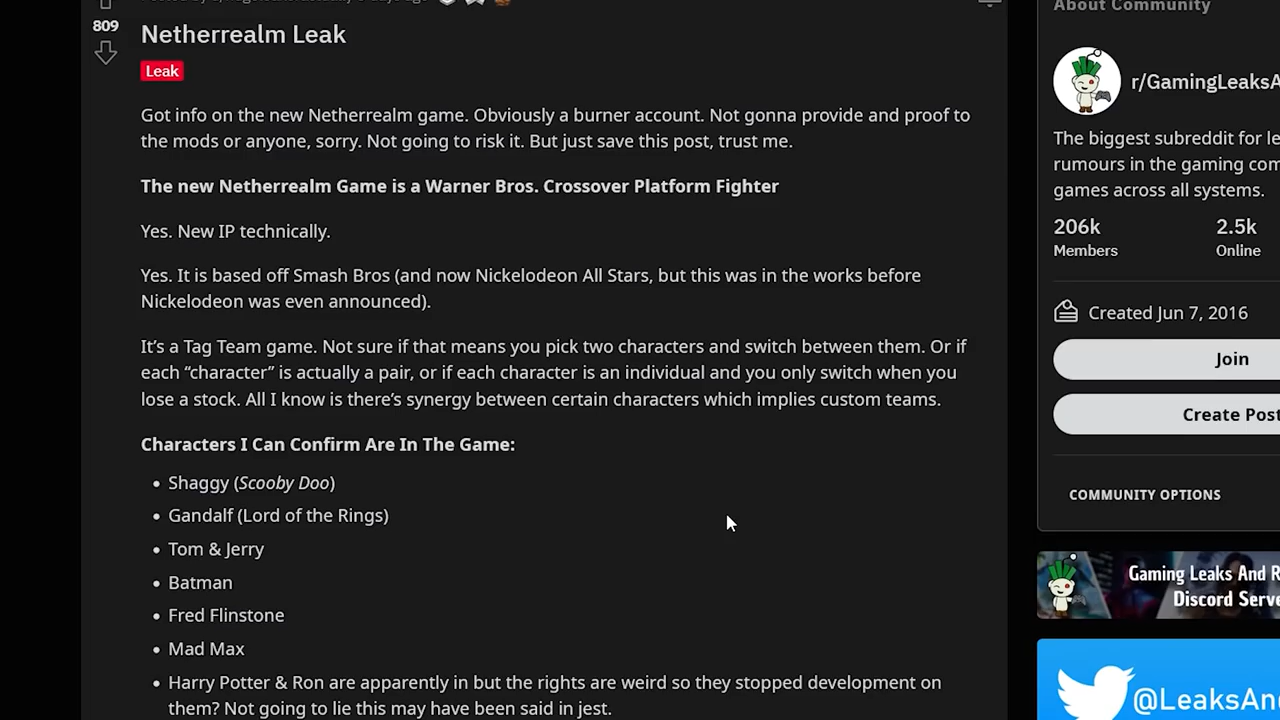 809
Netherrealm Leak
Leak
Got info on the new Netherrealm game. Obviously a burner account. Not gonna provide and proof to
the mods or anyone, sorry. Not going to risk it. But just save this post, trust me.
The new Netherrealm Game is a Warner Bros. Crossover Platform Fighter
Yes. New IP technically.
Yes. It is based off Smash Bros (and now Nickelodeon All Stars, but this was in the works before
Nickelodeon was even announced).
It’s a Tag Team game. Not sure if that means you pick two characters and switch between them. Or if
each “character” is actually a pair, or if each character is an individual and you only switch when you
lose a stock. All I know is there’s synergy between certain characters which implies custom teams.
Characters I Can Confirm Are In The Game:
• Shaggy (Scooby Doo)
• Gandalf (Lord of the Rings)
• Tom & Jerry
• Batman
• Fred Flinstone
• Mad Max
• Harry Potter & Ron are apparently in but the rights are weird so they stopped development on
them? Not going to lie this may have been said in jest.
About Community
r/GamingLeaksA
The biggest subreddit for le
rumours in the gaming com
games across all systems.
206k 2.5k
Members Online
Created Jun 7, 2016
Join
Create Post
COMMUNITY OPTIONS
Gaming Leaks And R
Discord Serve
@LeaksAn